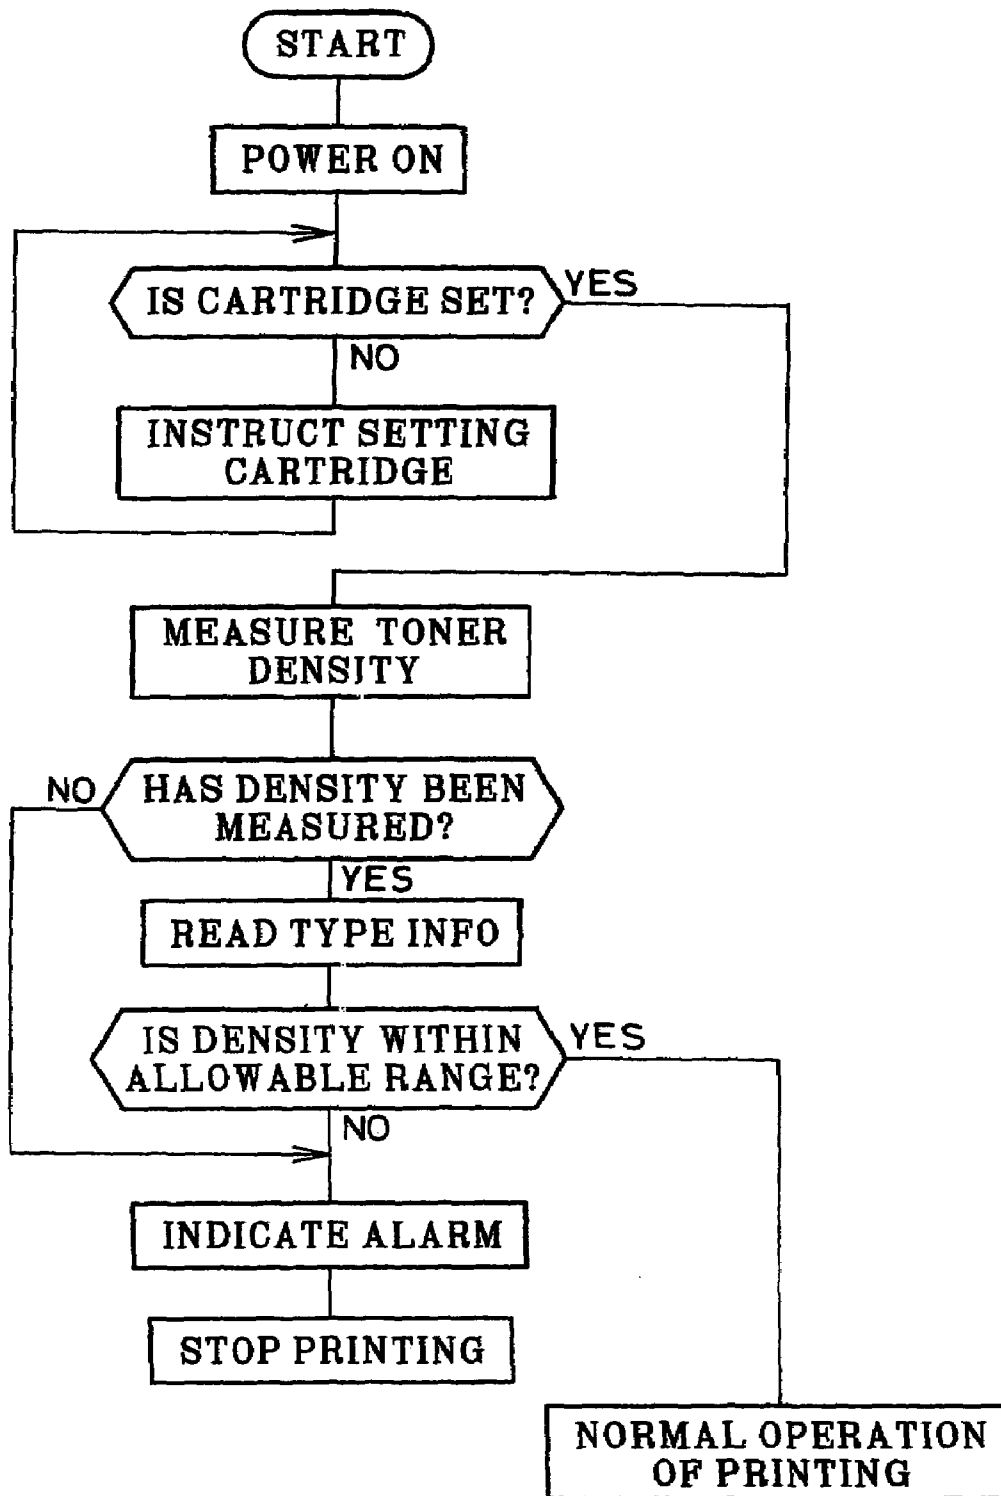 START
POWER ON
IS CARTRIDGE SET?
YES
NO
INSTRUCT SETTING
CARTRIDGE
MEASURE TONER
DENSITY
NO
HAS DENSITY BEEN
MEASURED?
YES
READ TYPE INFO
IS DENSITY WITHIN
ALLOWABLE RANGE?
YES
NO
INDICATE ALARM
STOP PRINTING
NORMAL OPERATION
OF PRINTING